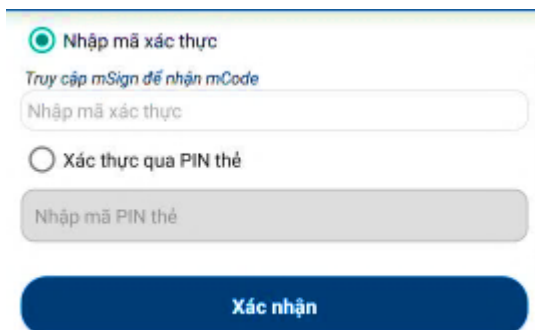 Nhập mã xác thực
Truy cập mSign để nhận mCode
Nhập mã xác thực
Xác thực qua PIN thẻ
Nhập mã PIN thẻ
Xác nhận